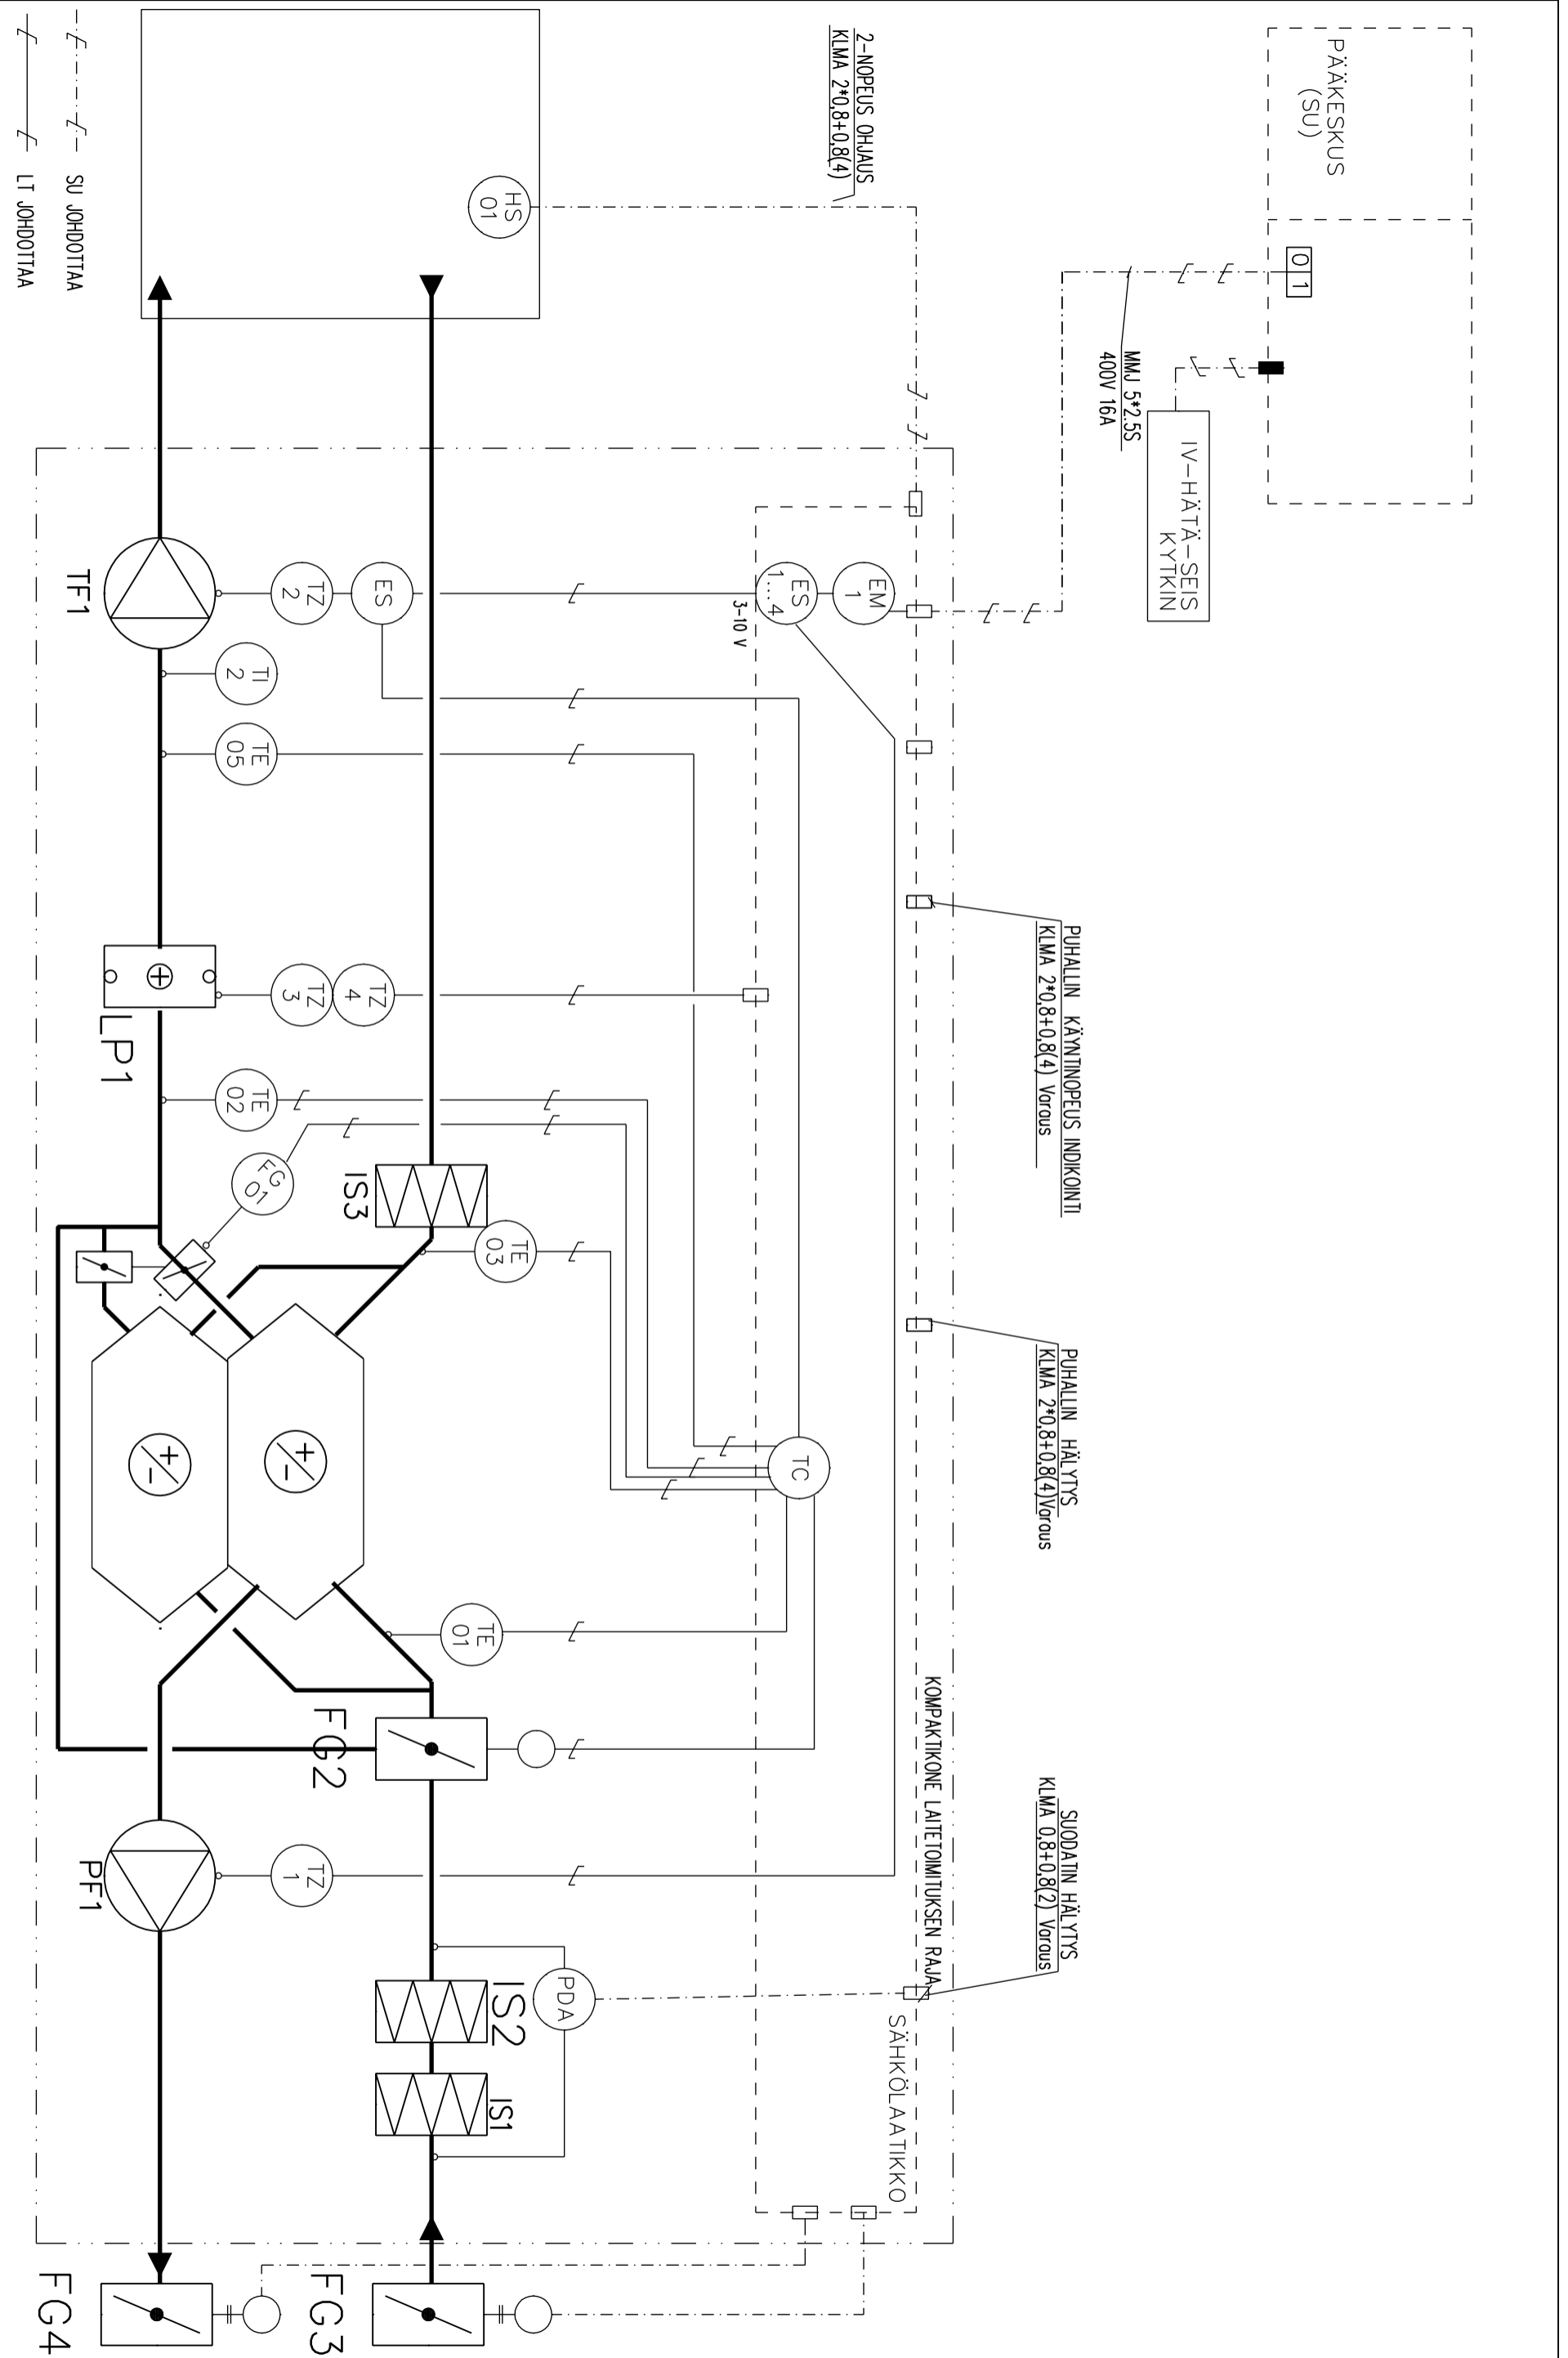 PÄÄKESKUS
(SU)
0 1
MMJ 5*2.5S
400V 16A
IV-HÄTÄ-SEIS
KYTKIN
2-NOPEUS OHJAUS
KLMA 2*0,8+0,8(4)
HS
01
SU JOHDOTTAA
LT JOHDOTTAA
PUHALLIN KÄYNTINOPEUS INDIKOINTI
KLMA 2*0,8+0,8(4) Varaus
PUHALLIN HÄLYTYS
KLMA 2*0,8+0,8(4)Varaus
SUODATIN HÄLYTYS
KLMA 0,8+0,8(2) Varaus
KOMPAKTIKONE LAITETOIMITUKSEN RAJA
SÄHKÖLAATIKKO
EM
1
ES
1...4
3-10 V
ES
TZ
2
TF1
TI
2
TE
05
TZ
4
TZ
3
LP1
TE
02
FG
01
IS3
TE
03
TC
+/-
+/-
TE
01
FG2
TZ
1
PF1
PDA
IS2
IS1
FG3
FG4